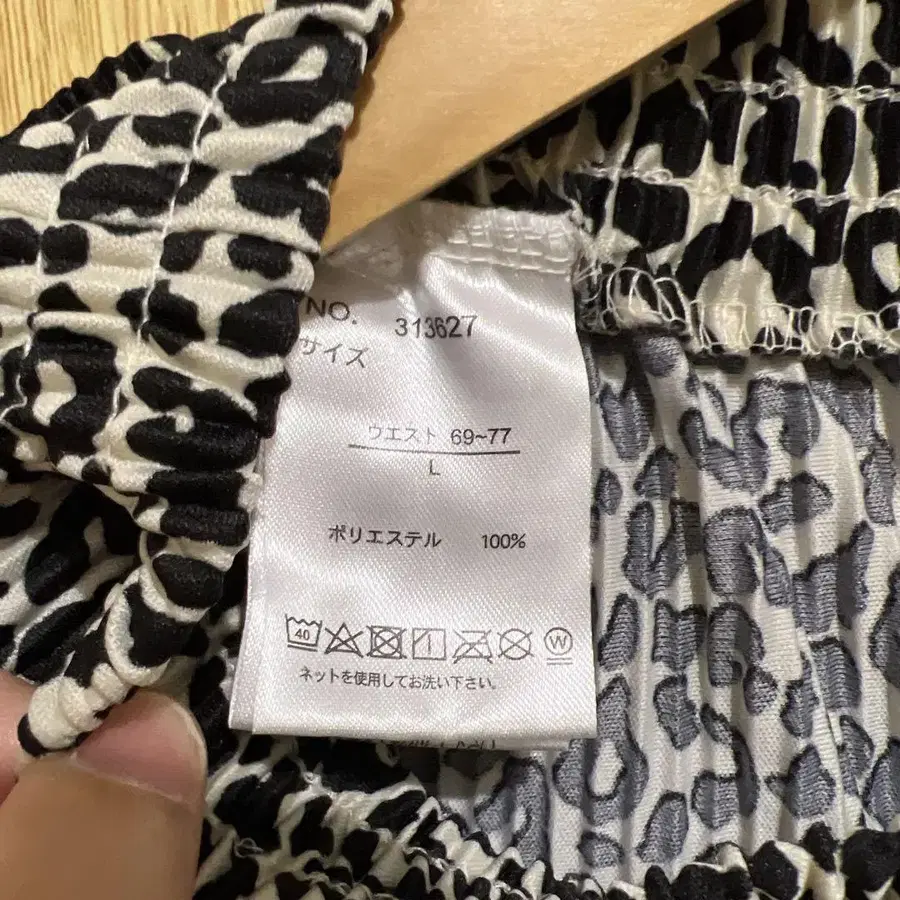 NO. 313627
サイズ
ウエスト 69~77
L
ポリエステル 100%
40 W
ネットを使用してお洗い下さい。